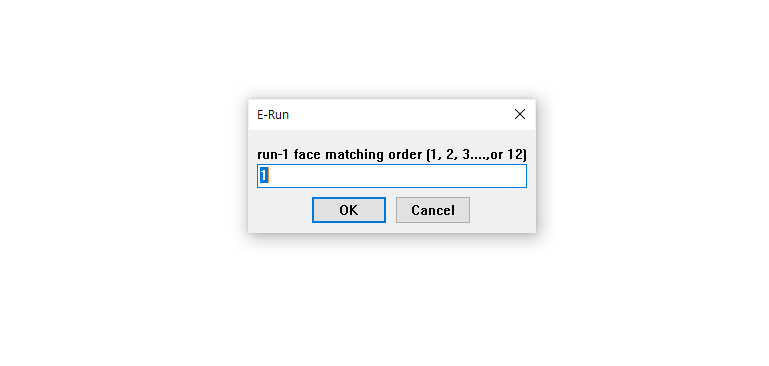 E-Run
run-1 face matching order (1, 2, 3....,or 12)
1
OK
Cancel